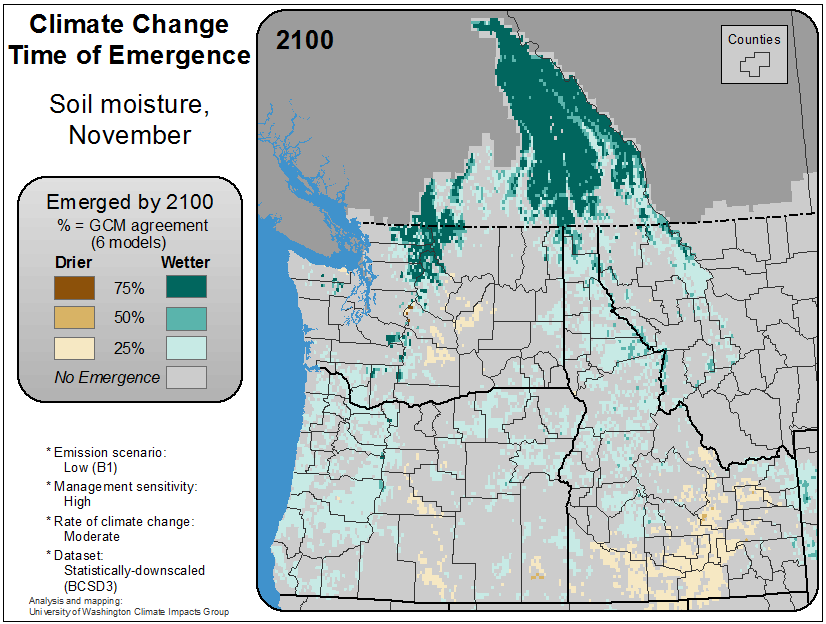 Climate Change
Time of Emergence
Soil moisture,
November
Emerged by 2100
% = GCM agreement
(6 models)
Drier Wetter
75%
50%
25%
No Emergence
* Emission scenario:
Low (B1)
* Management sensitivity:
High
* Rate of climate change:
Moderate
* Dataset:
Statistically-downscaled
(BCSD3)
Analysis and mapping:
University of Washington Climate Impacts Group
2100
Counties